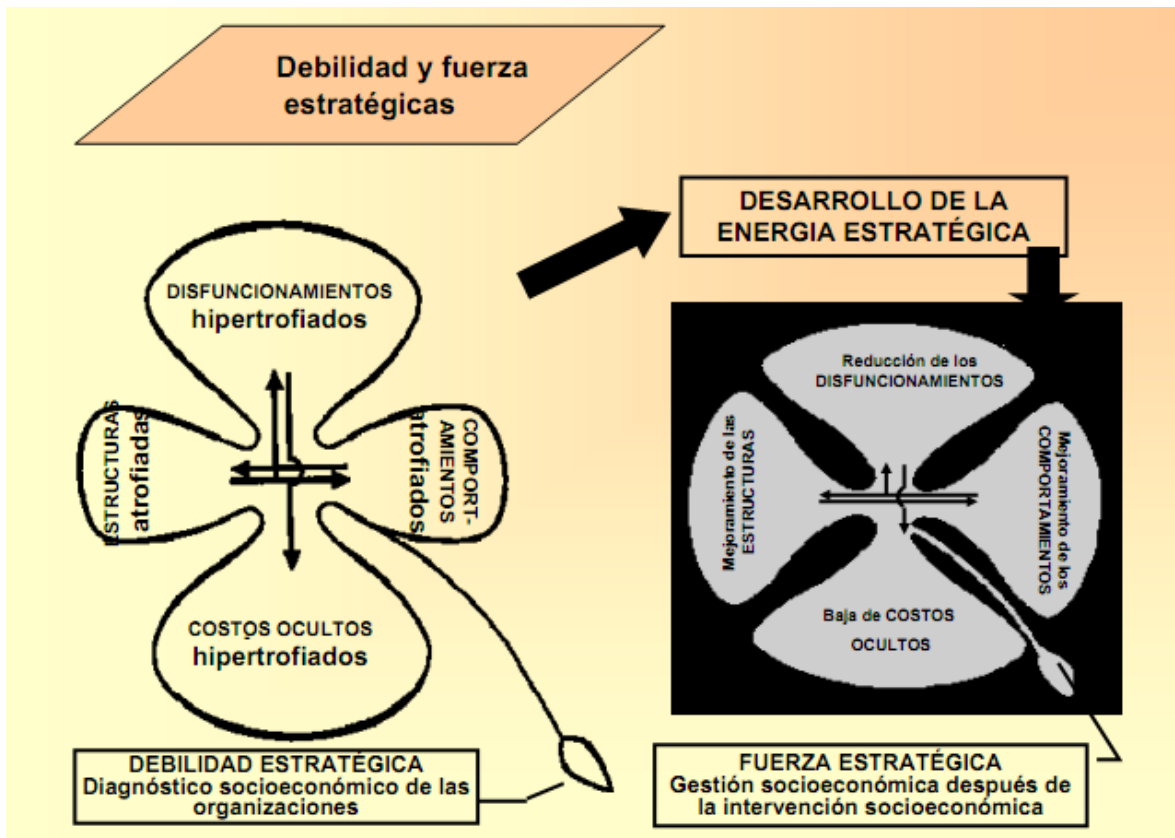 Debilidad y fuerza
estratégicas
DESARROLLO DE LA
ENERGIA ESTRATÉGICA
DISFUNCIONAMIENTOS
hipertrofiados
ESTRUCTURAS
atrofiadas
COMPORT-
AMIENTOS
atrofiados
COSTOS OCULTOS
hipertrofiados
DEBILIDAD ESTRATÉGICA
Diagnóstico socioeconómico de las
organizaciones
Reducción de los
DISFUNCIONAMIENTOS
Mejoramiento de las
ESTRUCTURAS
Mejoramiento de los
COMPORTAMIENTOS
Baja de COSTOS
OCULTOS
FUERZA ESTRATÉGICA
Gestión socioeconómica después de
la intervención socioeconómica